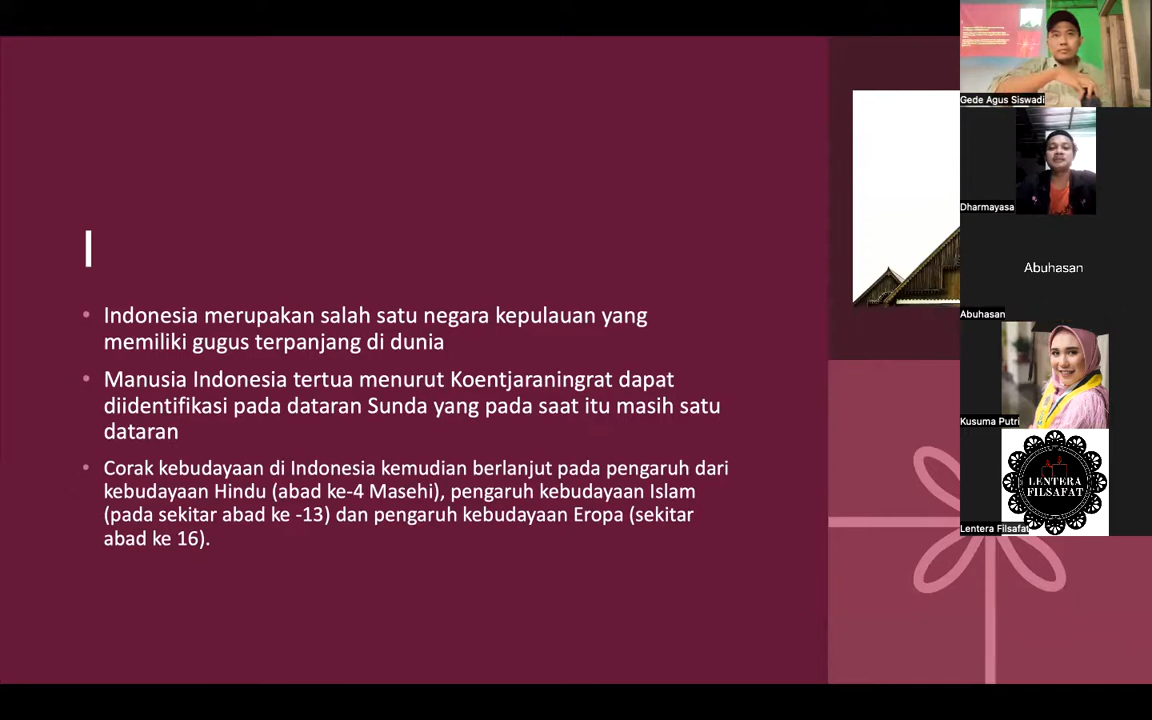 I
• Indonesia merupakan salah satu negara kepulauan yang
memiliki gugus terpanjang di dunia
• Manusia Indonesia tertua menurut Koentjaraningrat dapat
diidentifikasi pada dataran Sunda yang pada saat itu masih satu
dataran
• Corak kebudayaan di Indonesia kemudian berlanjut pada pengaruh dari
kebudayaan Hindu (abad ke-4 Masehi), pengaruh kebudayaan Islam
(pada sekitar abad ke -13) dan pengaruh kebudayaan Eropa (sekitar
abad ke 16).
Gede Agus Siswadi
Dharmayasa
Abuhasan
Abuhasan
Kusuma Putri
LENTERA
FILSAFAT
Lentera Filsafat